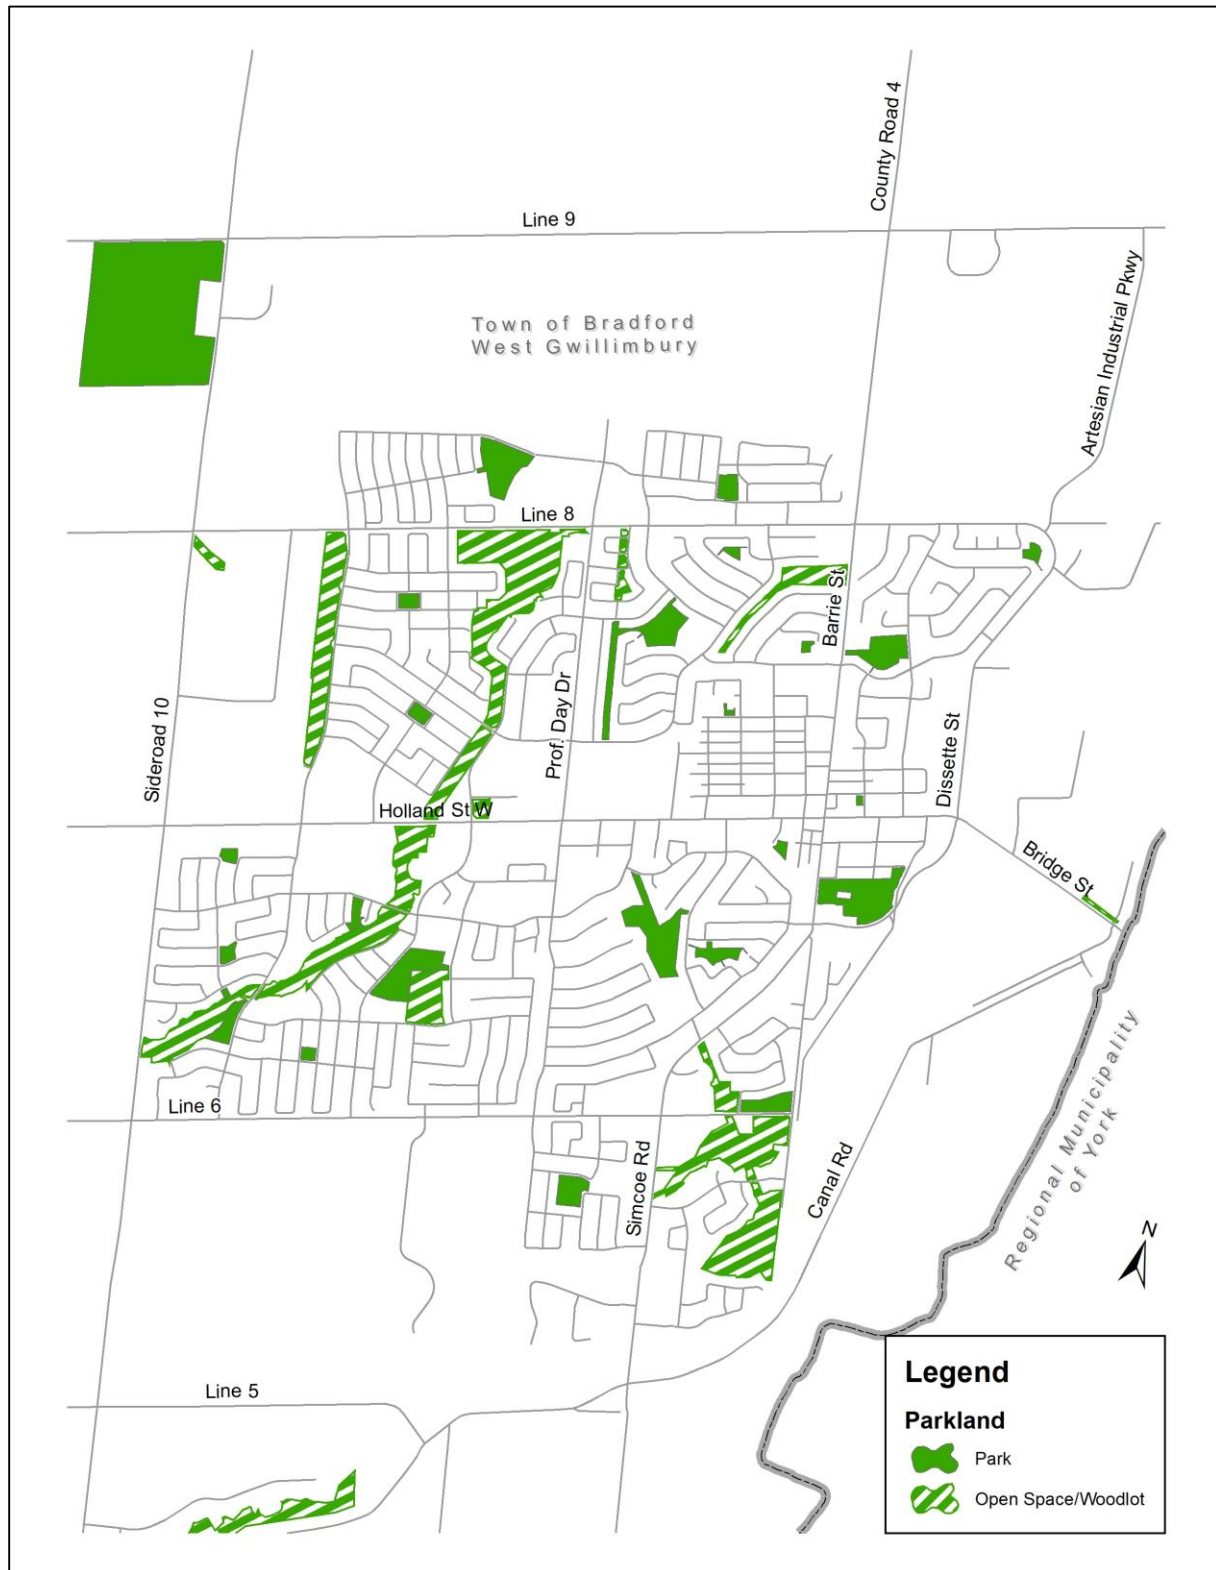 County Road 4
Line 9
Artesian Industrial Pkwy
Town of Bradford
West Gwillimbury
Line 8
Barrie St
Prof. Day Dr
Sideroad 10
Dissette St
Holland St W
Bridge St
Line 6
Simcoe Rd
Canal Rd
Regional Municipality
of York
N
Line 5
Legend
Parkland
Park
Open Space/Woodlot